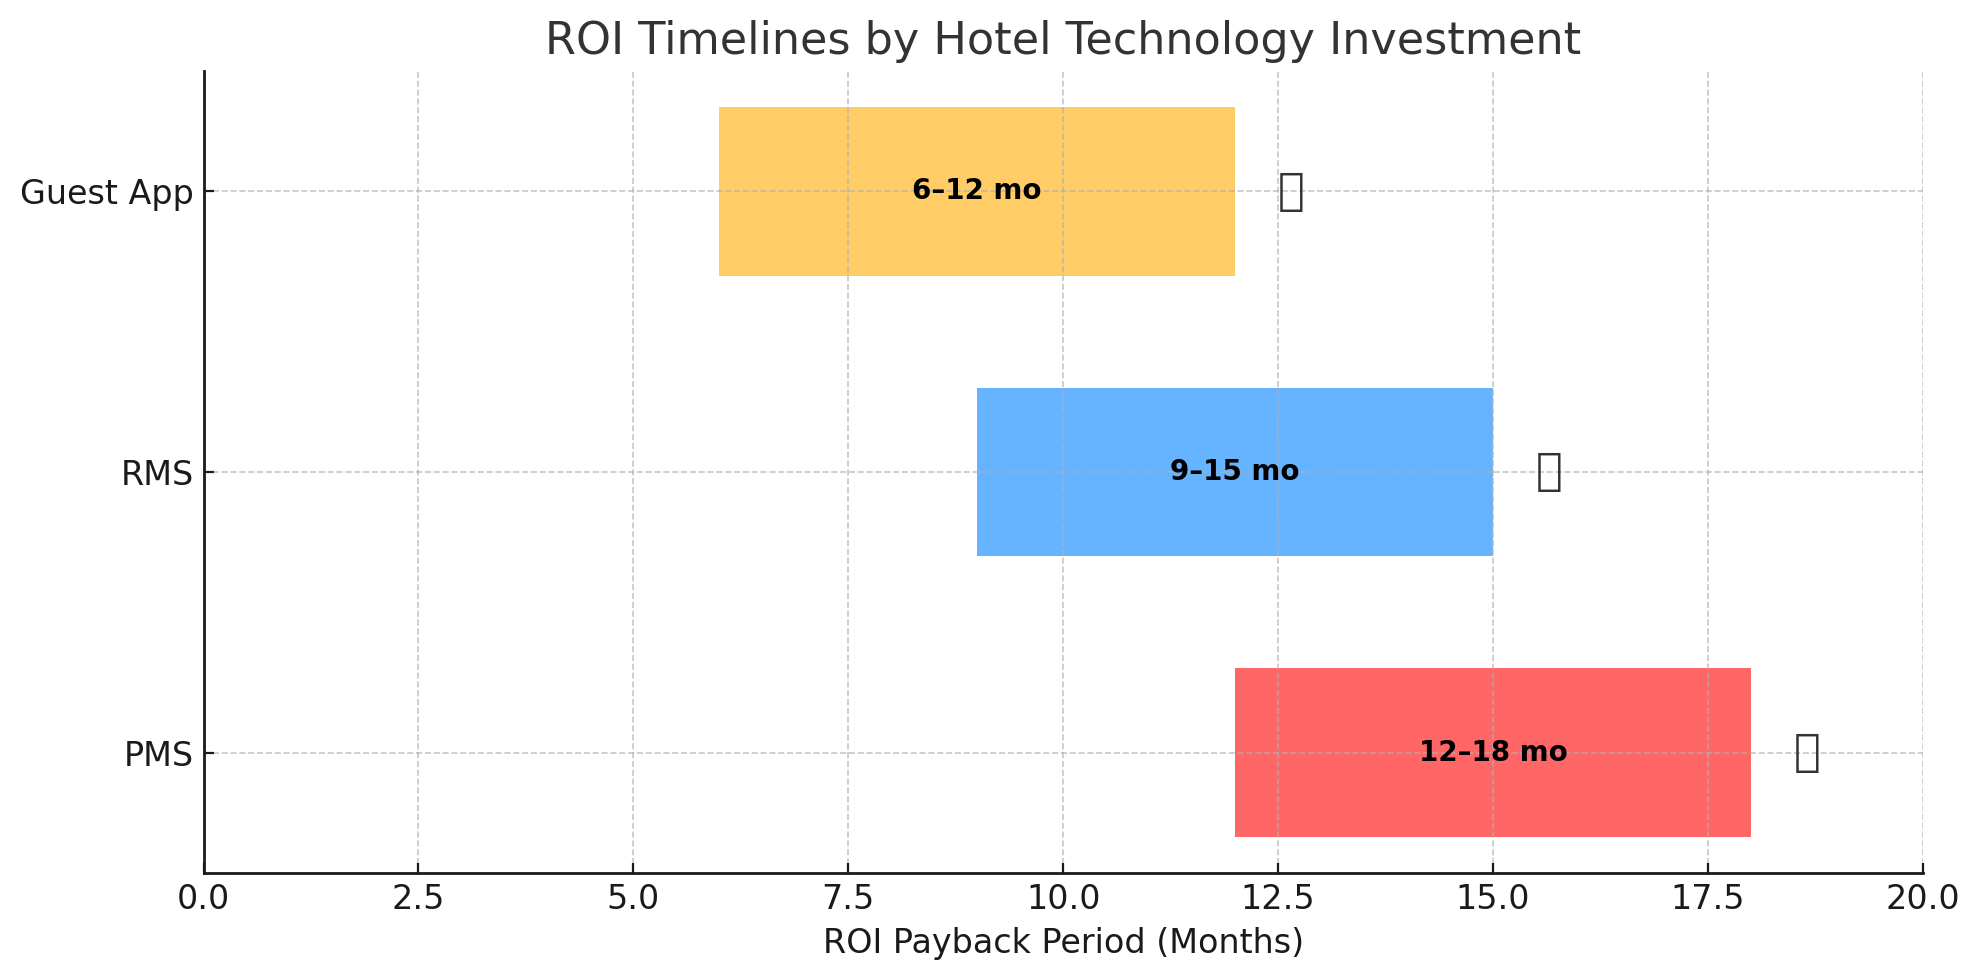 ROI Timelines by Hotel Technology Investment
Guest App
6–12 mo
RMS
9–15 mo
PMS
12–18 mo
0.0 2.5 5.0 7.5 10.0 12.5 15.0 17.5 20.0
ROI Payback Period (Months)